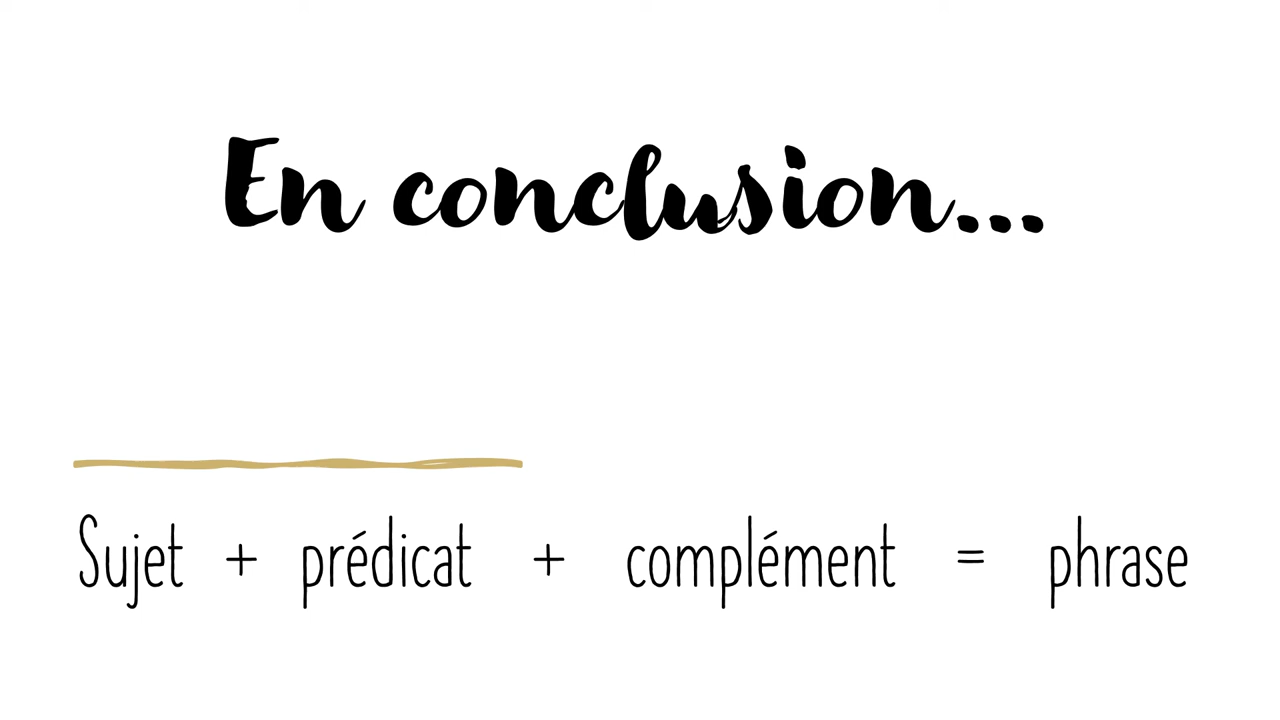 En conclusion...
Sujet + prédicat + complément = phrase